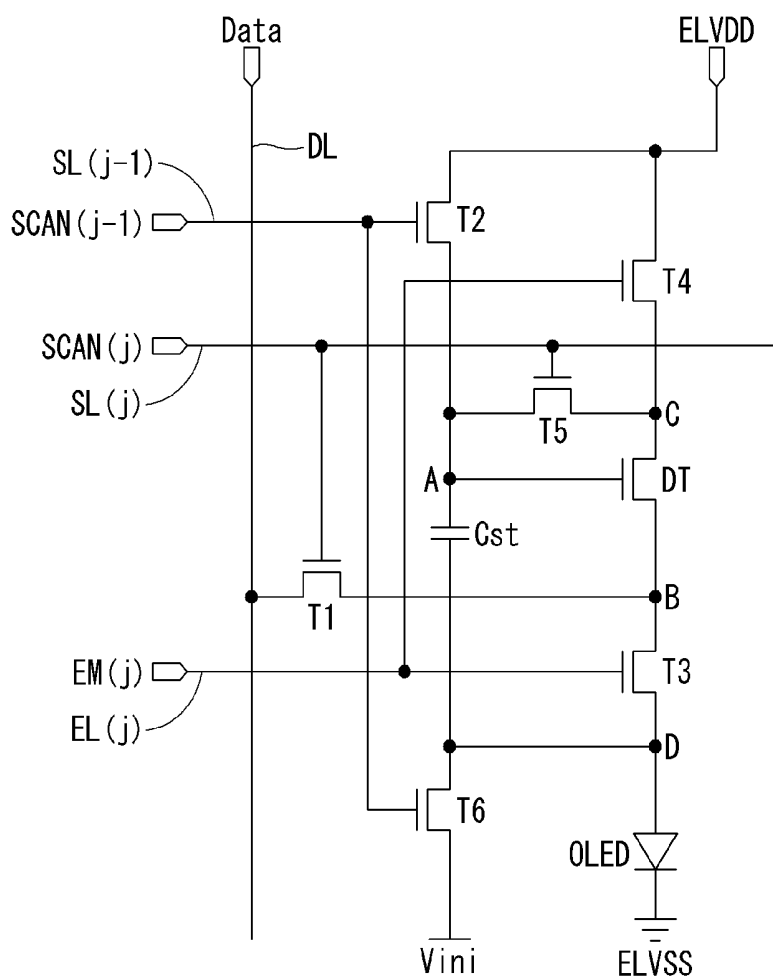 Data
ELVDD
DL
SL(j-1)
SCAN(j-1)
T2
T4
SCAN(j)
SL(j)
T5
C
A
DT
Cst
T1
B
EM(j)
T3
EL(j)
D
T6
OLED
Vini
ELVSS